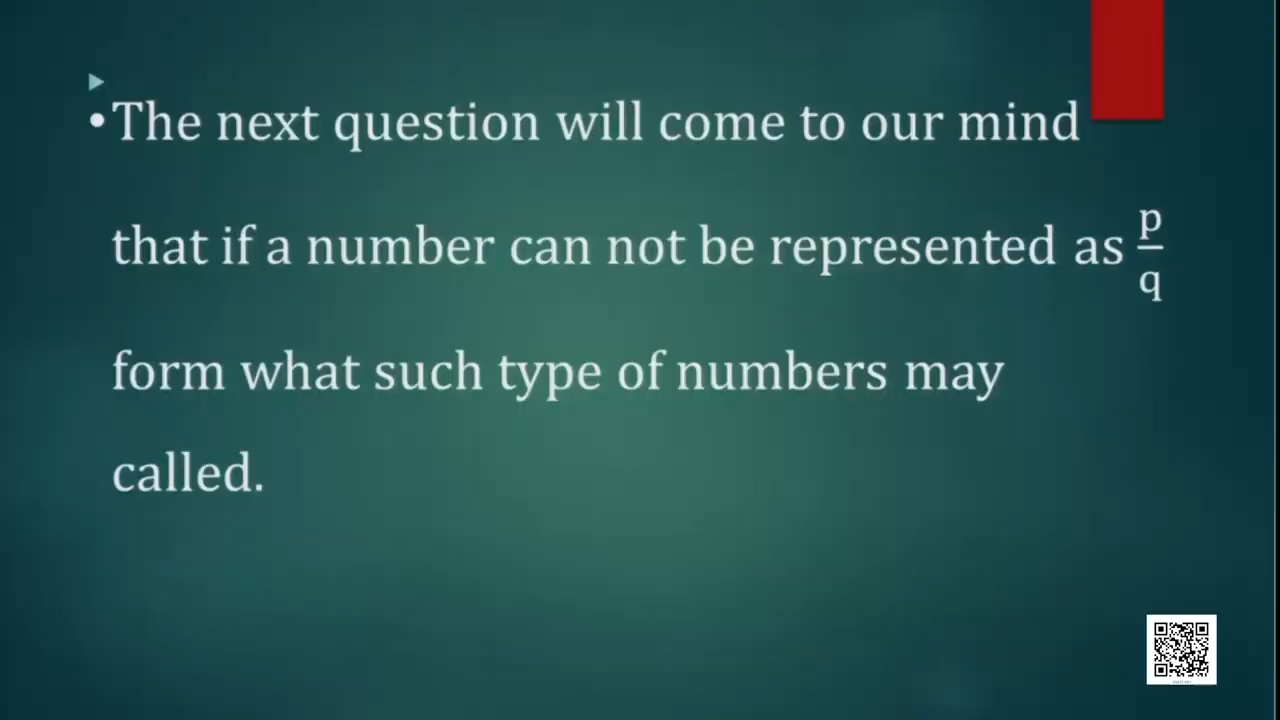 •The next question will come to our mind
that if a number can not be represented as p/q
form what such type of numbers may
called.